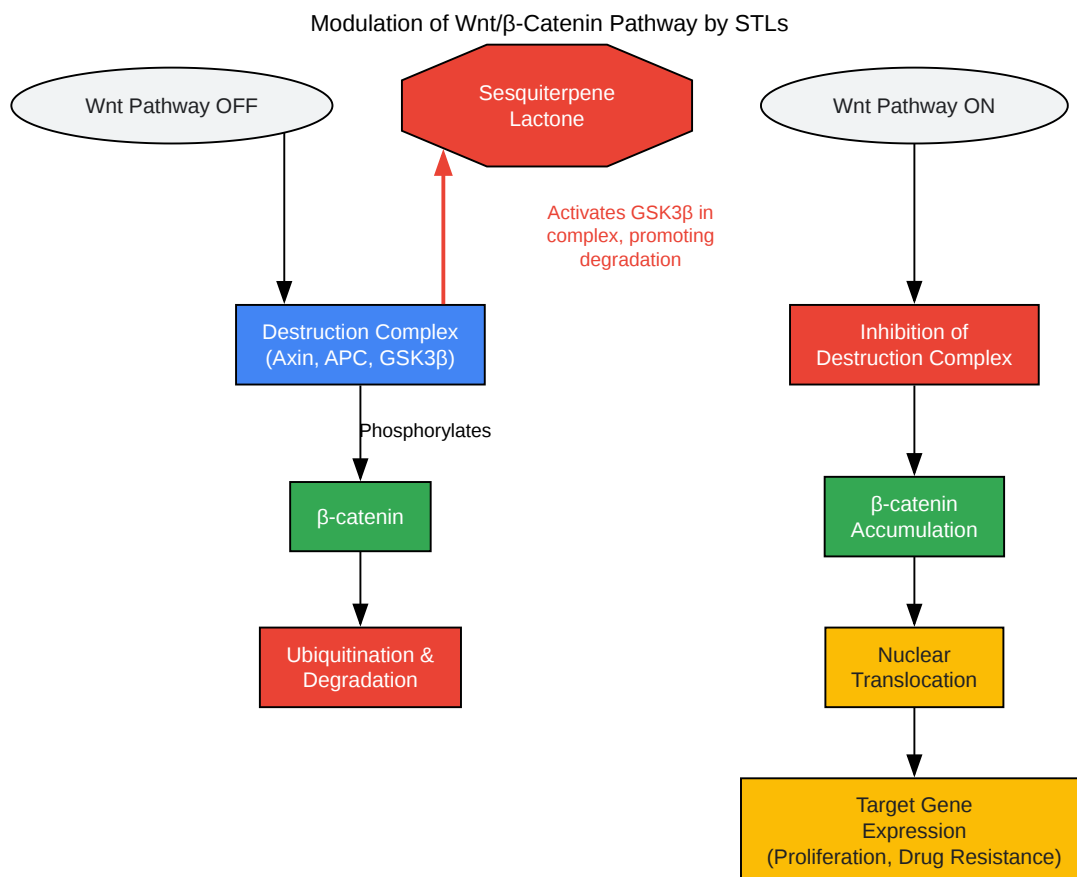 Modulation of Wnt/β-Catenin Pathway by STLs
Wnt Pathway OFF
Sesquiterpene
Lactone
Wnt Pathway ON
Activates GSK3β in
complex, promoting
degradation
Destruction Complex
(Axin, APC, GSK3β)
Inhibition of
Destruction Complex
Phosphorylates
β-catenin
β-catenin
Accumulation
Ubiquitination &
Degradation
Nuclear
Translocation
Target Gene
Expression
(Proliferation, Drug Resistance)